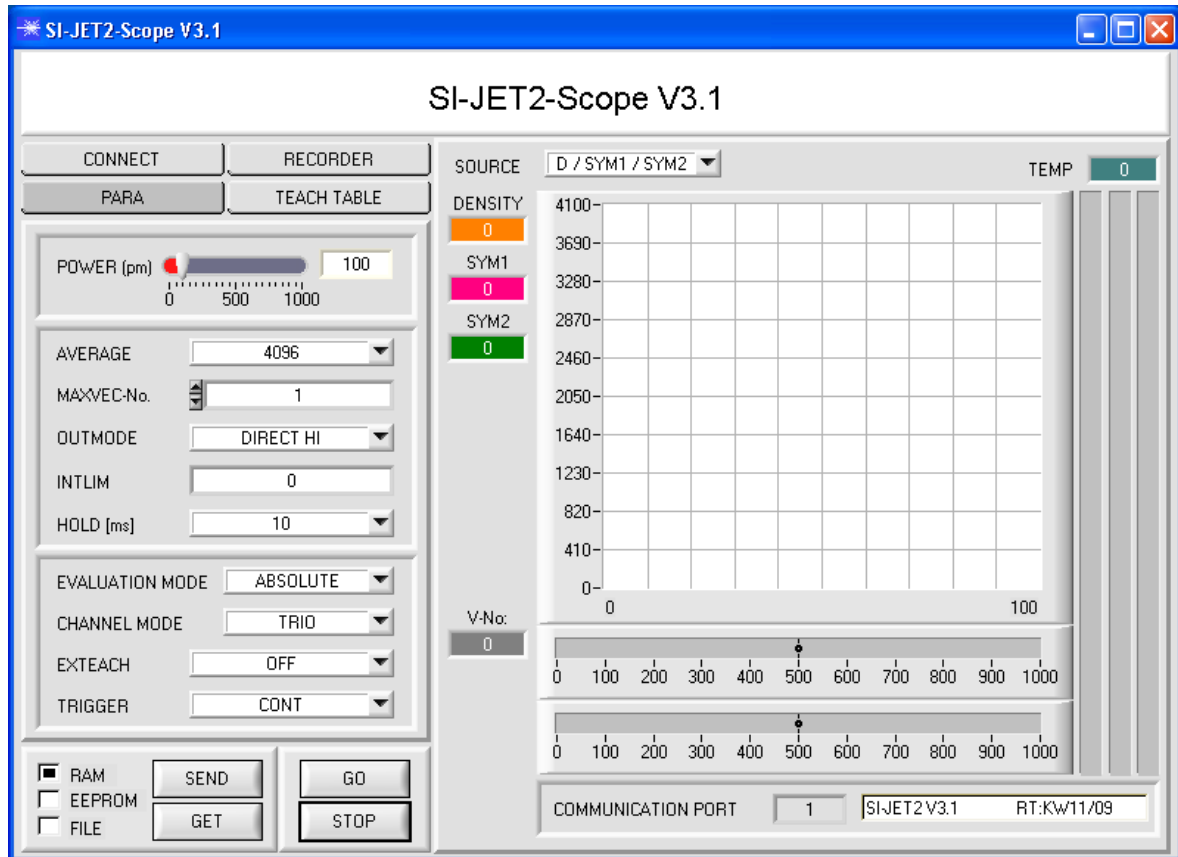 SI-JET2-Scope V3.1
SI-JET2-Scope V3.1
CONNECT RECORDER
PARA TEACH TABLE
POWER (pm) 100
0 500 1000
AVERAGE 4096
MAXVEC-No. 1
OUTMODE DIRECT HI
INTLIM 0
HOLD [ms] 10
EVALUATION MODE ABSOLUTE
CHANNEL MODE TRIO
EXTEACH OFF
TRIGGER CONT
RAM
EEPROM
FILE
SEND
GET
GO
STOP
SOURCE D / SYM1 / SYM2
TEMP 0
DENSITY
0
SYM1
0
SYM2
0
V-No:
0
4100
3690
3280
2870
2460
2050
1640
1230
820
410
0
0 100
0 100 200 300 400 500 600 700 800 900 1000
0 100 200 300 400 500 600 700 800 900 1000
COMMUNICATION PORT 1 SI-JET2 V3.1 RT:KW11/09